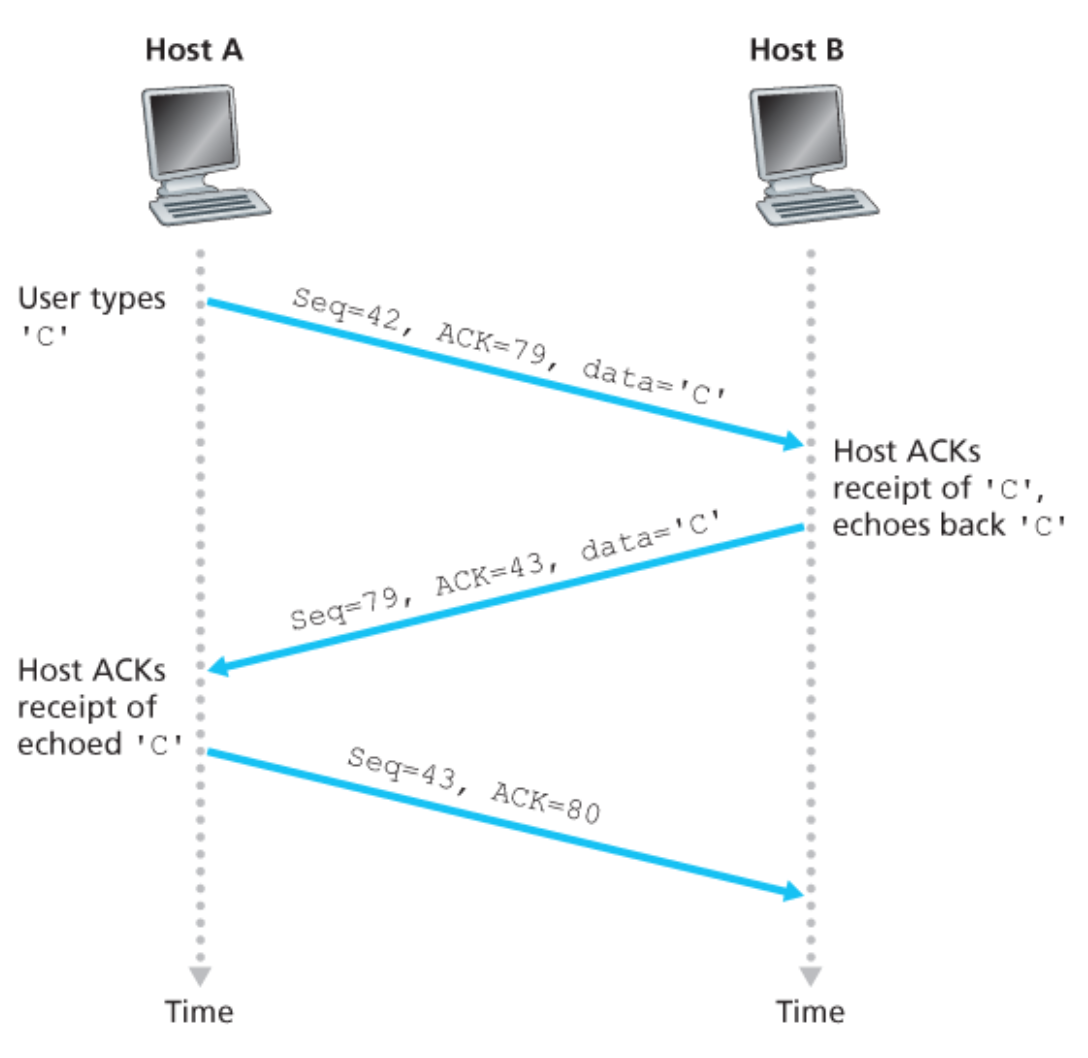 Host A
Host B
User types
'C'
Seq=42, ACK=79, data='C'
Host ACKs
receipt of 'C',
echoes back 'C'
Seq=79, ACK=43, data='C'
Host ACKs
receipt of
echoed 'C'
Seq=43, ACK=80
Time
Time